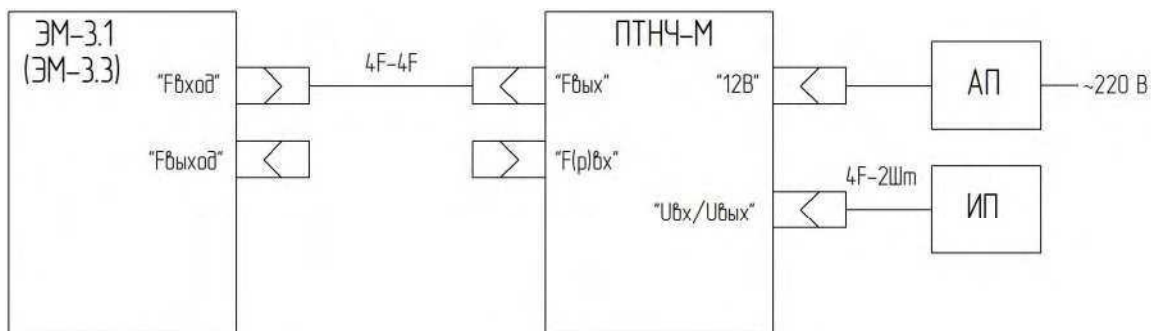 ЭМ-3.1
(ЭМ-3.3)
"Fвход"
"Fвыход"
4F-4F
ПТНЧ-М
"Fвых"
"F(р)вх"
"12В"
"Uвх/Uвых"
АП
~220 В
4F-2Шт
ИП